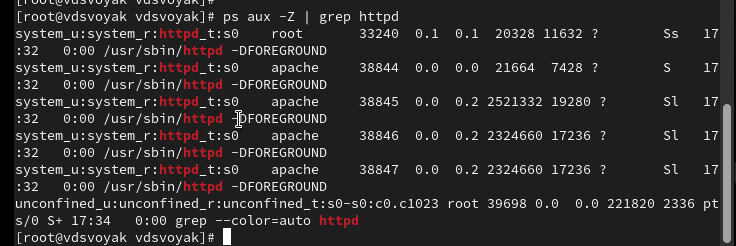 [root@vdsvoyak vdsvoyak]#
[root@vdsvoyak vdsvoyak]# ps aux -Z | grep httpd
system_u:system_r:httpd_t:s0    root       33240  0.1  0.1  20328 11632 ?        Ss   17
:32   0:00 /usr/sbin/httpd -DFOREGROUND
system_u:system_r:httpd_t:s0    apache     38844  0.0  0.0  21664  7428 ?        S    17
:32   0:00 /usr/sbin/httpd -DFOREGROUND
system_u:system_r:httpd_t:s0    apache     38845  0.0  0.2 2521332 19280 ?       Sl   17
:32   0:00 /usr/sbin/httpd -DFOREGROUND
system_u:system_r:httpd_t:s0    apache     38846  0.0  0.2 2324660 17236 ?       Sl   17
:32   0:00 /usr/sbin/httpd -DFOREGROUND
system_u:system_r:httpd_t:s0    apache     38847  0.0  0.2 2324660 17236 ?       Sl   17
:32   0:00 /usr/sbin/httpd -DFOREGROUND
unconfined_u:unconfined_r:unconfined_t:s0-s0:c0.c1023 root 39698 0.0  0.0 221820 2336 pt
s/0 S+ 17:34   0:00 grep --color=auto httpd
[root@vdsvoyak vdsvoyak]#